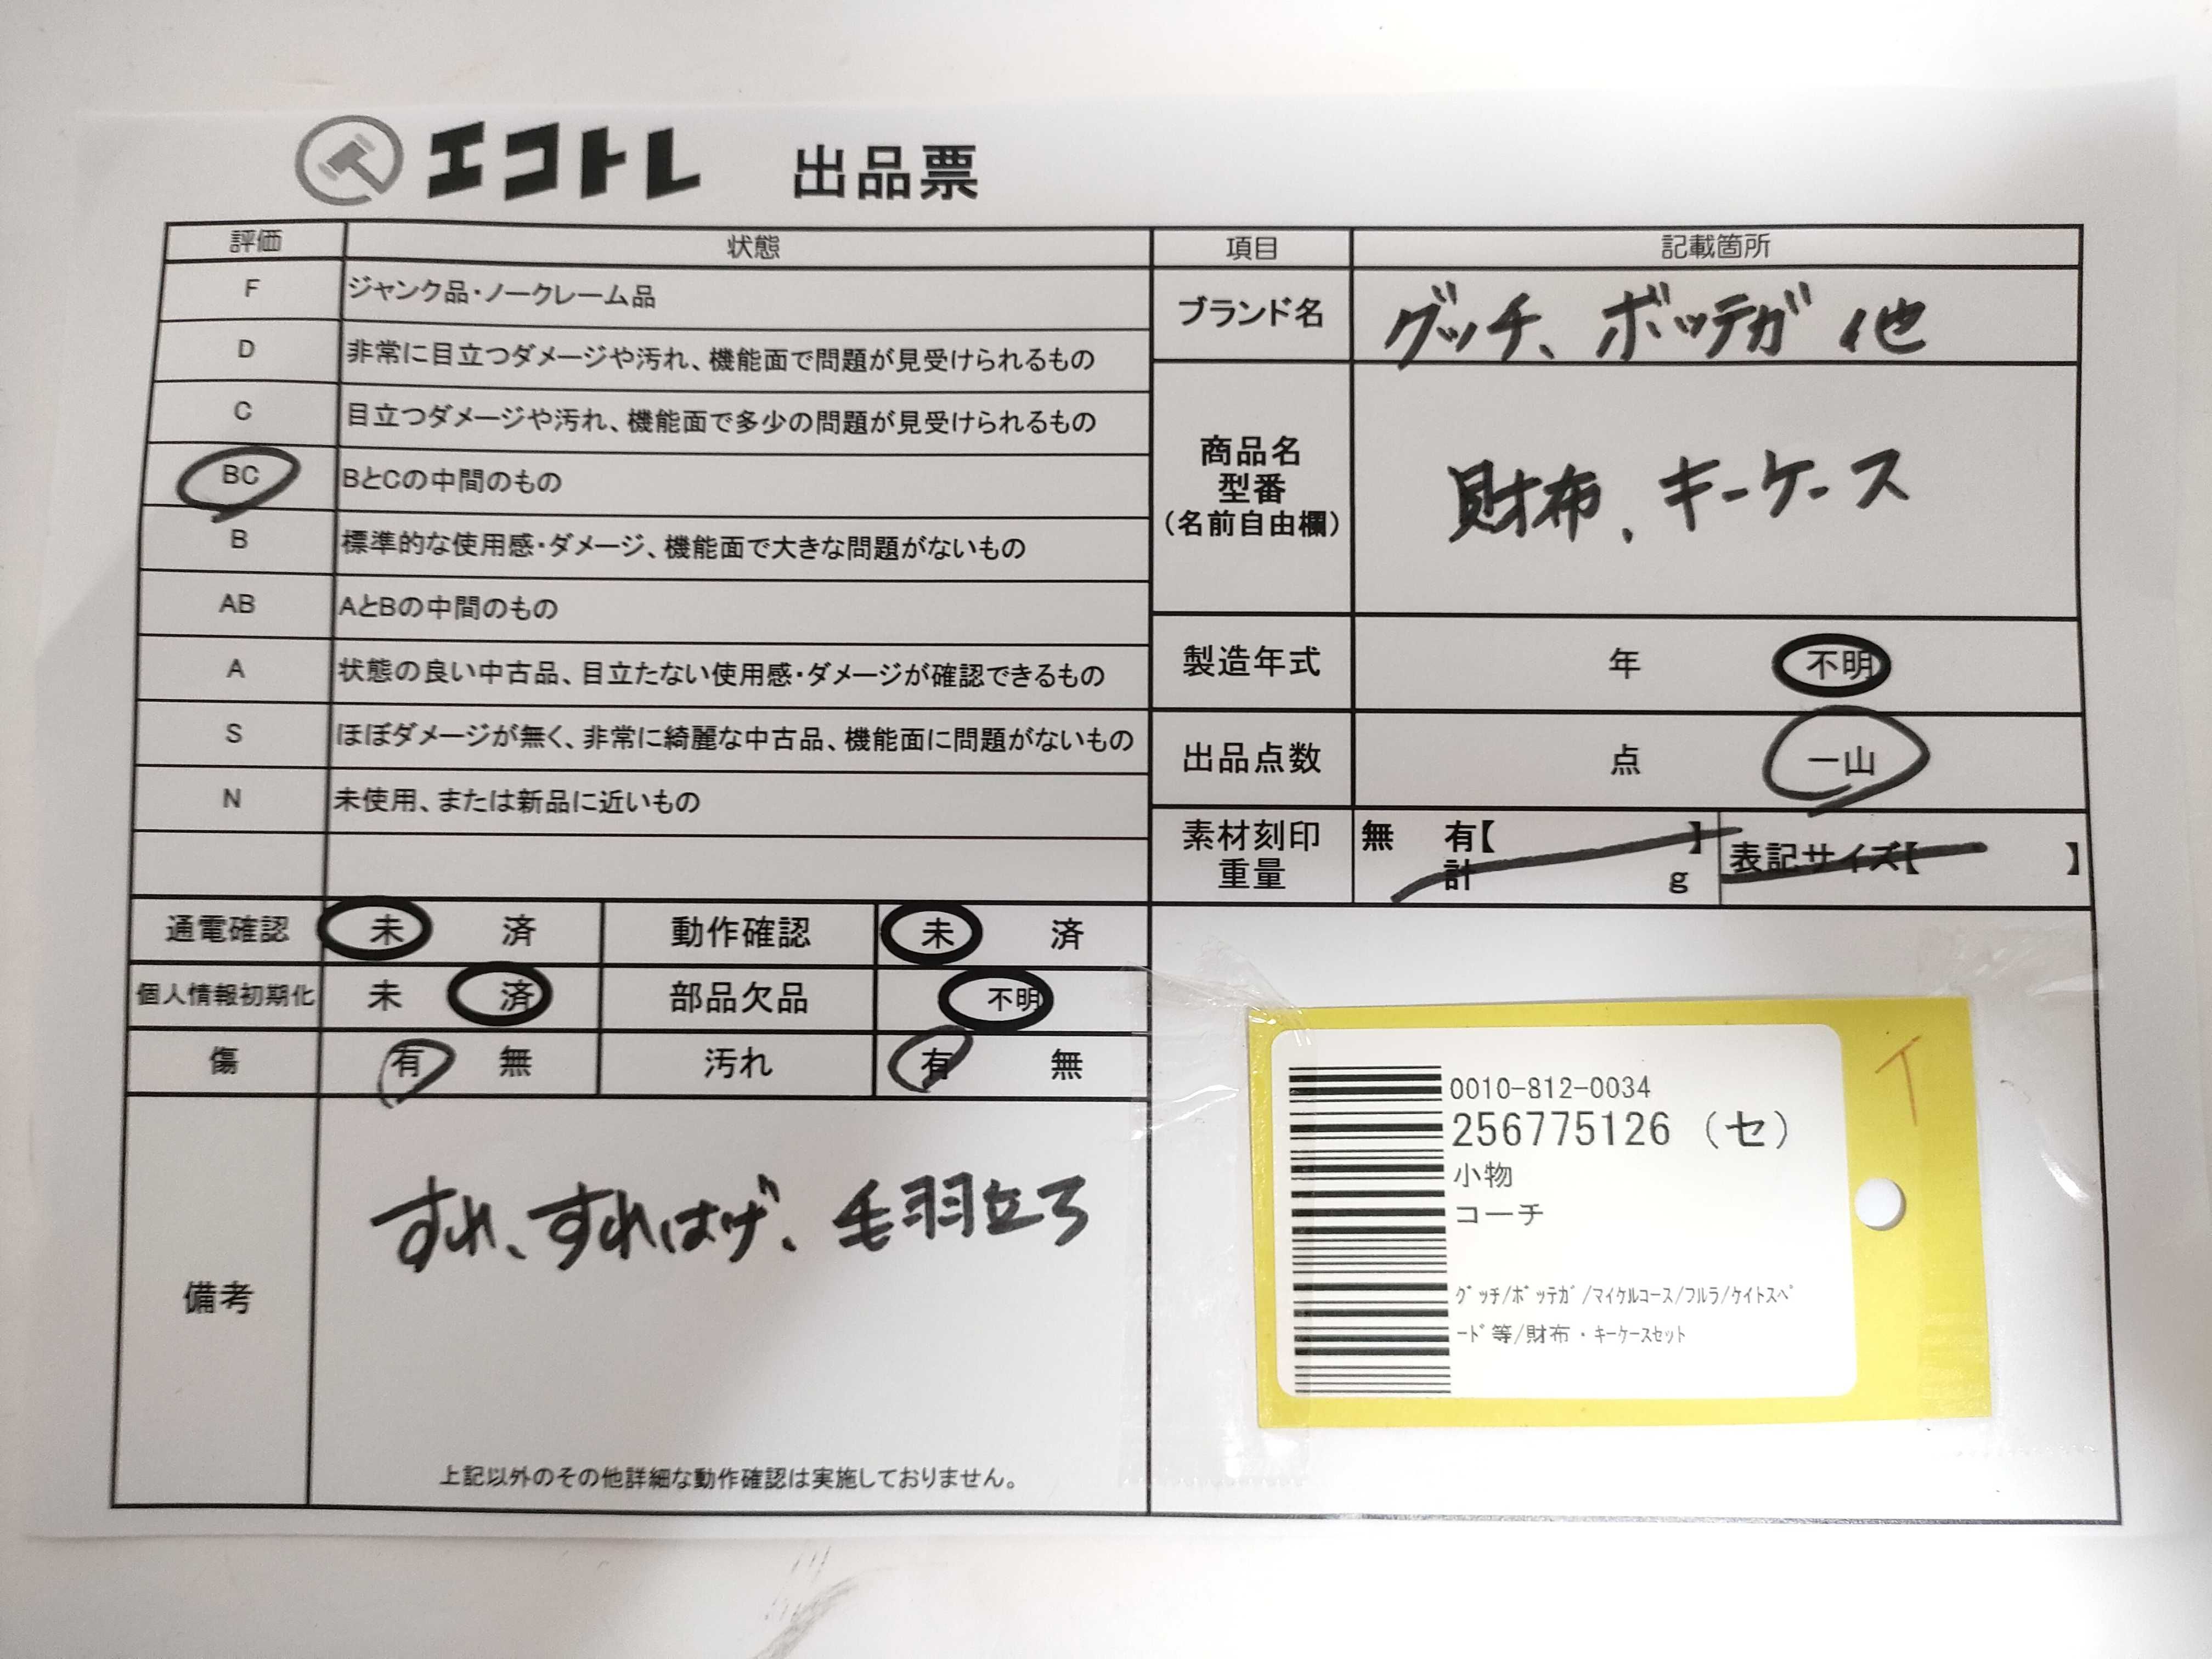 エコトレ 出品票
評価 状態
F ジャンク品・ノークレーム品
D 非常に目立つダメージや汚れ、機能面で問題が見受けられるもの
C 目立つダメージや汚れ、機能面で多少の問題が見受けられるもの
BC BとCの中間のもの
B 標準的な使用感・ダメージ、機能面で大きな問題がないもの
AB AとBの中間のもの
A 状態の良い中古品、目立たない使用感・ダメージが確認できるもの
S ほぼダメージが無く、非常に綺麗な中古品、機能面に問題がないもの
N 未使用、または新品に近いもの
通電確認 未 済 動作確認 未 済
個人情報初期化 未 済 部品欠品 不明
傷 有 無 汚れ 有 無
備考
すれ、すれはげ、毛羽立ち
上記以外のその他詳細な動作確認は実施しておりません。
項目 記載箇所
ブランド名 グッチ、ボッテガ 他
商品名
型番
（名前自由欄）
財布、キーケース
製造年式 年 不明
出品点数 点 一山
素材刻印 無 有【 】 表記サイズ【 】
重量 計 g
イ
0010-812-0034
256775126 (セ)
小物
コーチ
ｸﾞｯﾁ/ﾎﾞｯﾃｶﾞ/ﾏｲｹﾙｺｰｽ/ﾌﾙﾗ/ｹｲﾄｽﾍﾟ
ｰﾄﾞ等/財布・ｷｰｹｰｽｾｯﾄ